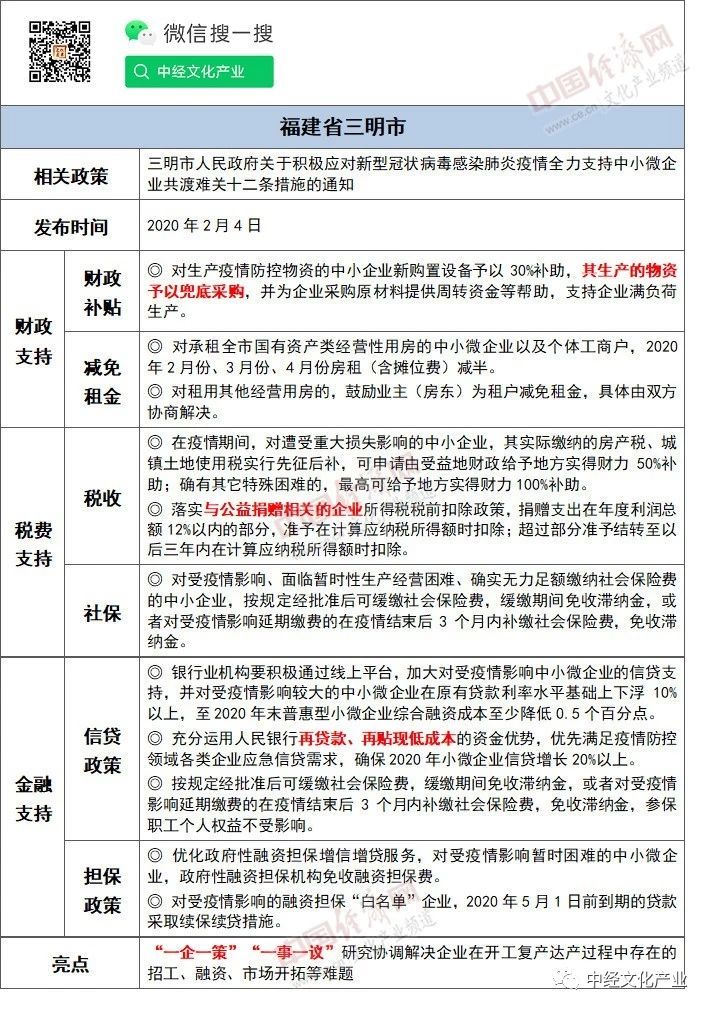 微信搜一搜
中经文化产业
中国经济网
www.ce.cn 文化产业频道
福建省三明市
相关政策
三明市人民政府关于积极应对新型冠状病毒感染肺炎疫情全力支持中小微企
业共渡难关十二条措施的通知
发布时间
2020 年 2 月 4 日
财政
支持
财政
补贴
◎ 对生产疫情防控物资的中小企业新购置设备予以 30%补助，其生产的物资
予以兜底采购，并为企业采购原材料提供周转资金等帮助，支持企业满负荷
生产。
减免
租金
◎ 对承租全市国有资产类经营性用房的中小微企业以及个体工商户，2020
年 2 月份、3 月份、4 月份房租（含摊位费）减半。
◎ 对租用其他经营用房的，鼓励业主（房东）为租户减免租金，具体由双方
协商解决。
税费
支持
税收
◎ 在疫情期间，对遭受重大损失影响的中小企业，其实际缴纳的房产税、城
镇土地使用税实行先征后补，可申请由受益地财政给予地方实得财力 50%补
助；确有其它特殊困难的，最高可给予地方实得财力 100%补助。
◎ 落实与公益捐赠相关的企业所得税税前扣除政策，捐赠支出在年度利润总
额 12%以内的部分，准予在计算应纳税所得额时扣除；超过部分准予结转至以
后三年内在计算应纳税所得额时扣除。
社保
◎ 对受疫情影响、面临暂时性生产经营困难、确实无力足额缴纳社会保险费
的中小企业，按规定经批准后可缓缴社会保险费，缓缴期间免收滞纳金，或
者对受疫情影响延期缴费的在疫情结束后 3 个月内补缴社会保险费，免收滞
纳金。
金融
支持
信贷
政策
◎ 银行业机构要积极通过线上平台，加大对受疫情影响中小微企业的信贷支
持，并对受疫情影响较大的中小微企业在原有贷款利率水平基础上下浮 10%
以上，至 2020 年末普惠型小微企业综合融资成本至少降低 0.5 个百分点。
◎ 充分运用人民银行再贷款、再贴现低成本的资金优势，优先满足疫情防控
领域各类企业应急信贷需求，确保 2020 年小微企业信贷增长 20%以上。
◎ 按规定经批准后可缓缴社会保险费，缓缴期间免收滞纳金，或者对受疫情
影响延期缴费的在疫情结束后 3 个月内补缴社会保险费，免收滞纳金，参保
职工个人权益不受影响。
担保
政策
◎ 优化政府性融资担保增信增贷服务，对受疫情影响暂时困难的中小微企
业，政府性融资担保机构免收融资担保费。
◎ 对受疫情影响的融资担保“白名单”企业，2020 年 5 月 1 日前到期的贷款
采取续保续贷措施。
亮点
“一企一策”“一事一议”研究协调解决企业在开工复产达产过程中存在的
招工、融资、市场开拓等难题
中经文化产业